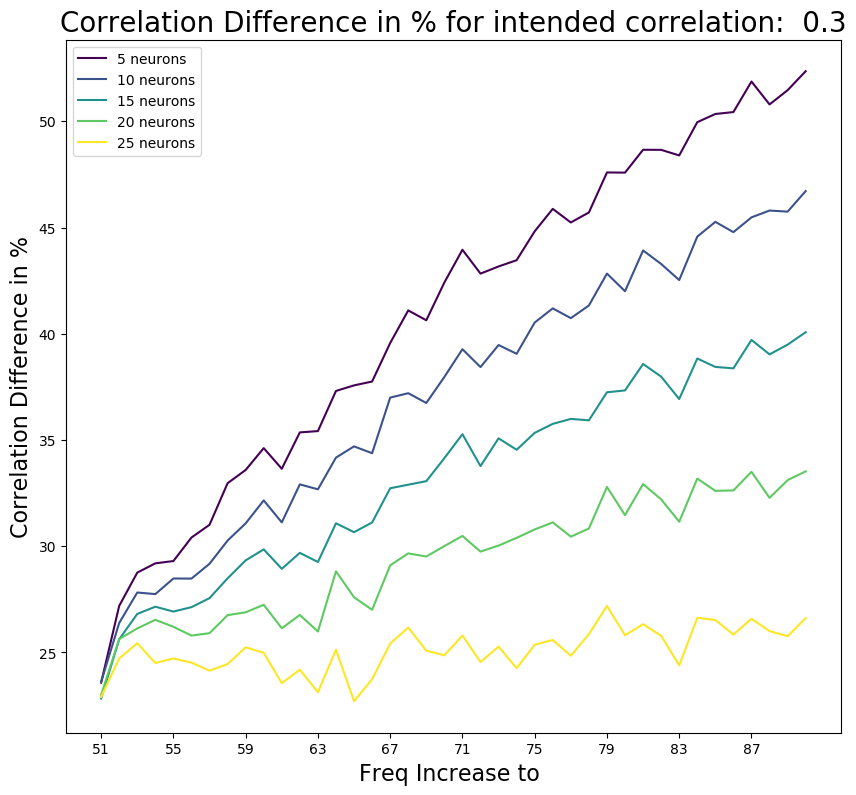 Correlation Difference in % for intended correlation:  0.3
5 neurons
10 neurons
15 neurons
20 neurons
25 neurons
Correlation Difference in %
50
45
40
35
30
25
51 55 59 63 67 71 75 79 83 87
Freq Increase to